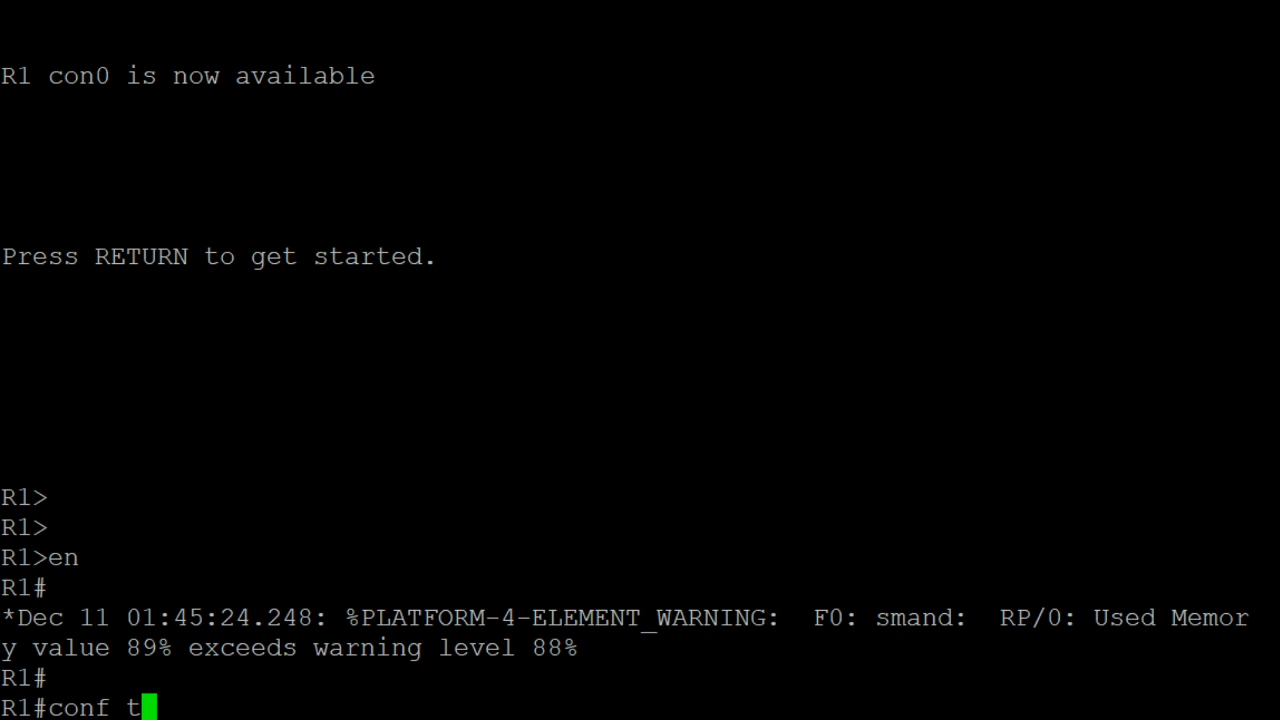 R1 con0 is now available
Press RETURN to get started.
R1>
R1>
R1>en
R1#
*Dec 11 01:45:24.248: %PLATFORM-4-ELEMENT_WARNING:  F0: smand:  RP/0: Used Memor
y value 89% exceeds warning level 88%
R1#
R1#conf t